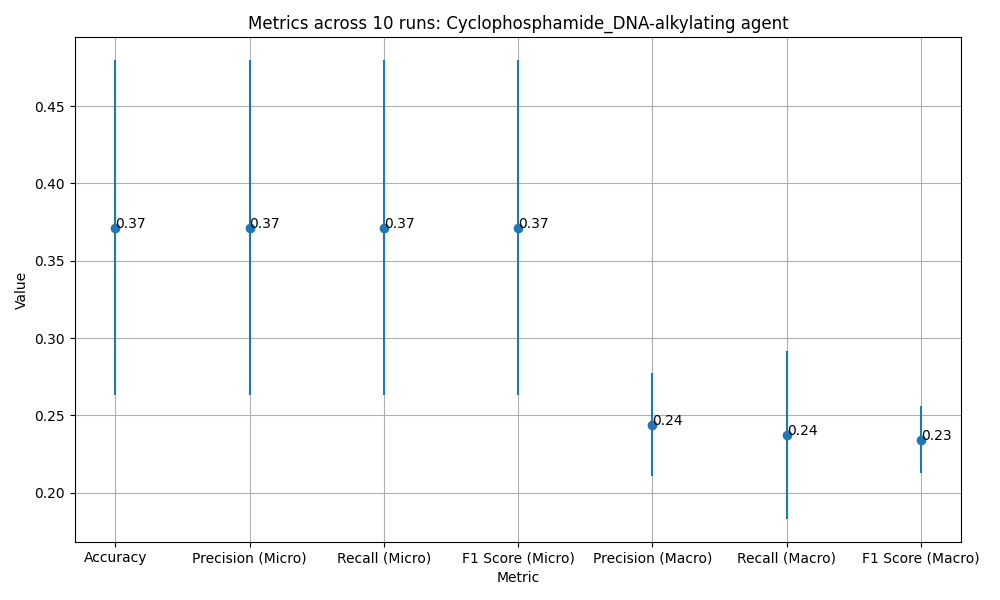 Metrics across 10 runs: Cyclophosphamide_DNA-alkylating agent
Value
0.45
0.40
0.35
0.30
0.25
0.20
0.37
0.37
0.37
0.37
0.24
0.24
0.23
Accuracy
Precision (Micro)
Recall (Micro)
F1 Score (Micro)
Precision (Macro)
Recall (Macro)
F1 Score (Macro)
Metric